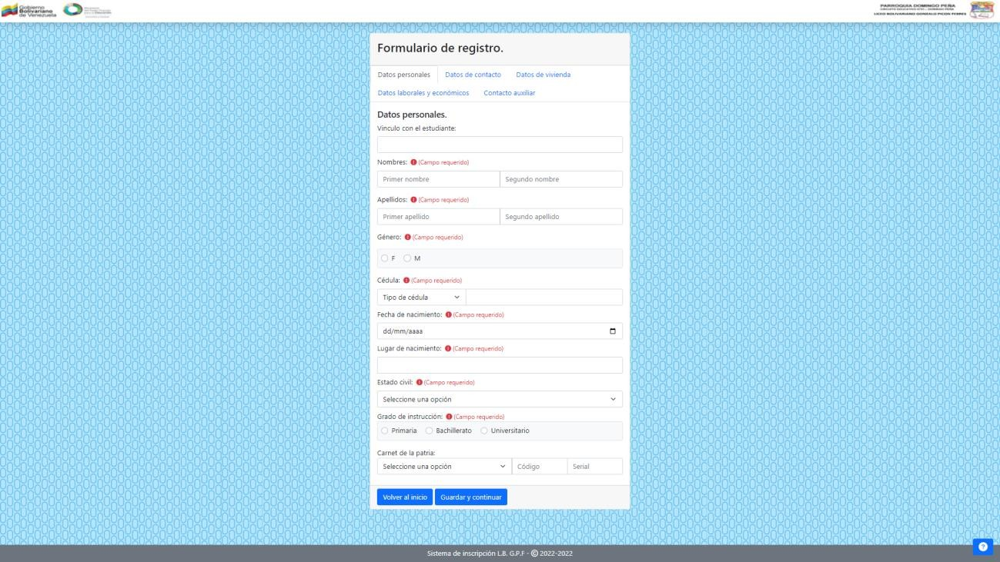 Gobierno
Bolivariano
de Venezuela
PARROQUIA DOMINGO PEÑA
LICEO BOLIVARIANO GONZALO PICON FEBRES
Formulario de registro.
Datos personales Datos de contacto Datos de vivienda
Datos laborales y económicos Contacto auxiliar
Datos personales.
Vinculo con el estudiante:
Nombres: (Campo requerido)
Primer nombre Segundo nombre
Apellidos: (Campo requerido)
Primer apellido Segundo apellido
Género: (Campo requerido)
F M
Cédula: (Campo requerido)
Tipo de cédula
Fecha de nacimiento: (Campo requerido)
dd/mm/aaaa
Lugar de nacimiento: (Campo requerido)
Estado civil: (Campo requerido)
Seleccione una opción
Grado de instrucción: (Campo requerido)
Primaria Bachillerato Universitario
Carnet de la patria:
Seleccione una opción Código Serial
Volver al inicio Guardar y continuar
Sistema de inscripción L.B. G.P.F - © 2022-2022